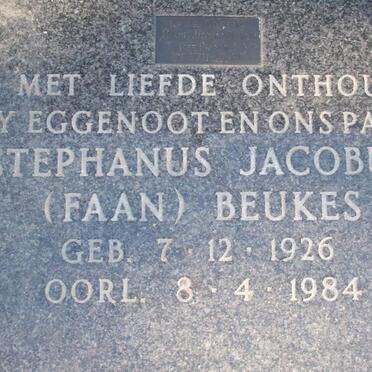 MET LIEFDE ONTHOU
Y EGGENOOT EN ONS PA
STEPHANUS JACOBU
(FAAN) BEUKES
GEB. 7 · 12 · 1926
OORL. 8 · 4 · 1984